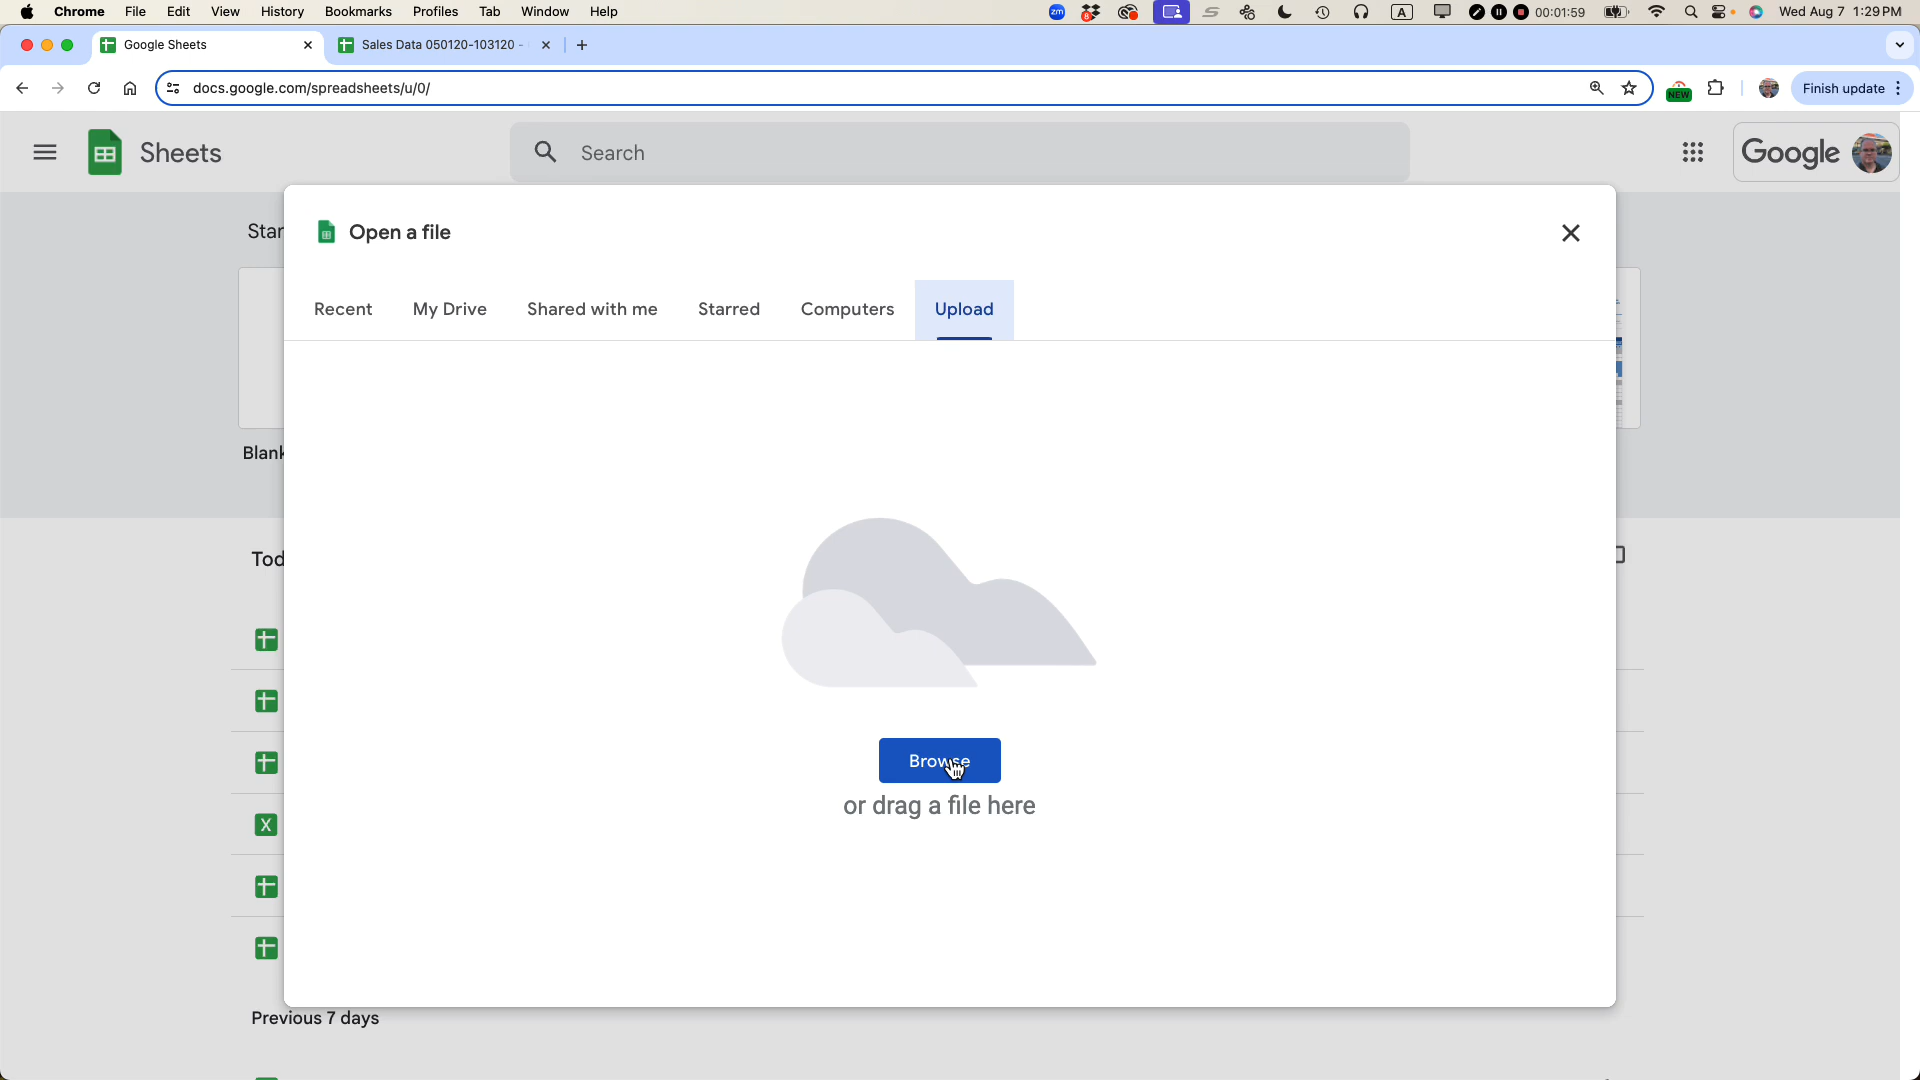 Chrome File Edit View History Bookmarks Profiles Tab Window Help zm 8 A 00:01:59 Wed Aug 7 1:29 PM
Google Sheets Sales Data 050120-103120 -
docs.google.com/spreadsheets/u/0/ NEW Finish update
Sheets Search Google
Open a file
Star
Recent My Drive Shared with me Starred Computers Upload
Blank
Tod
X
Browse
or drag a file here
Previous 7 days